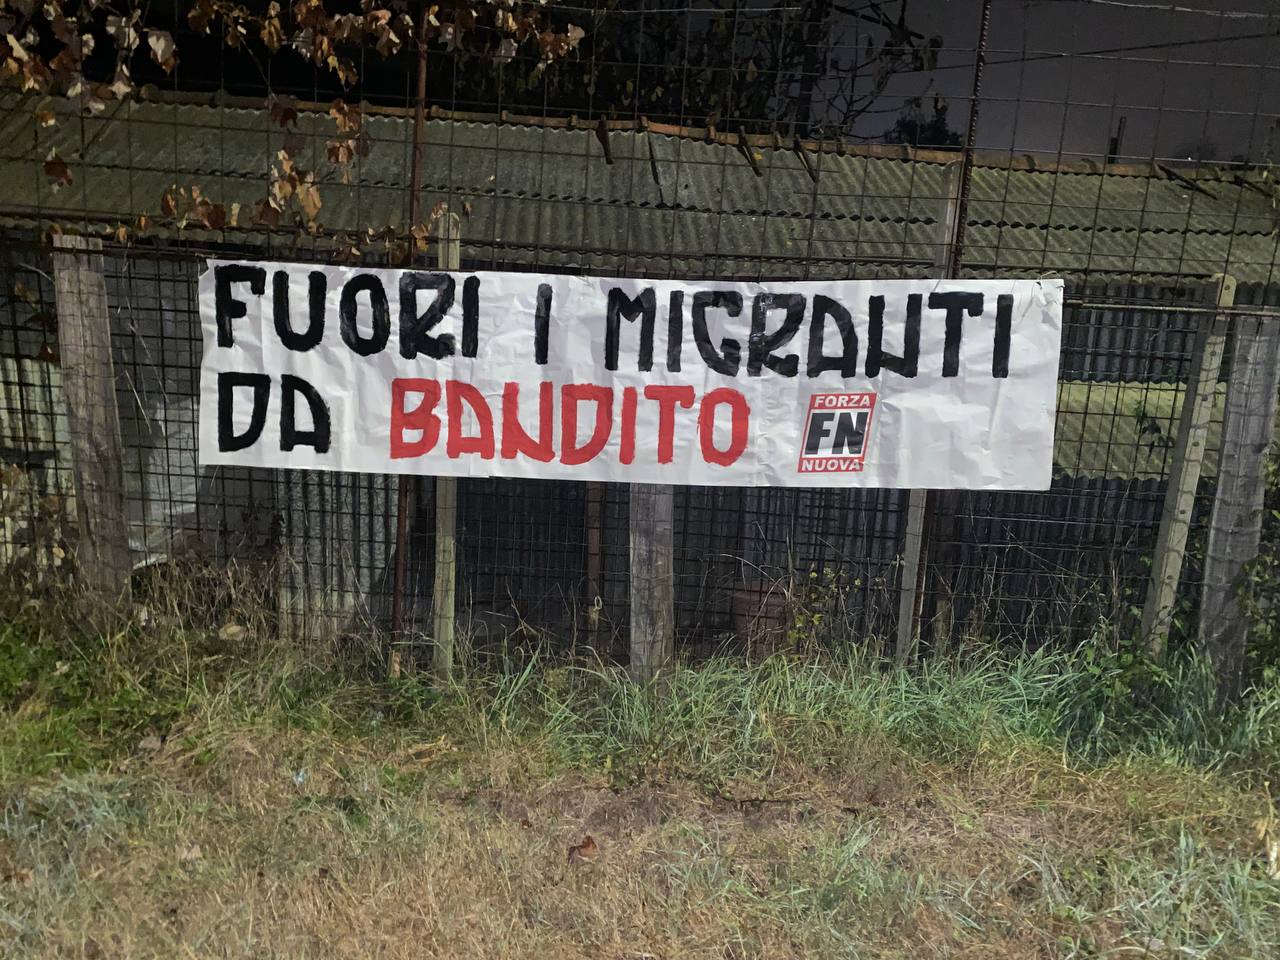 FUORI I MIGRANTI
DA BANDITO
FORZA
FN
NUOVA